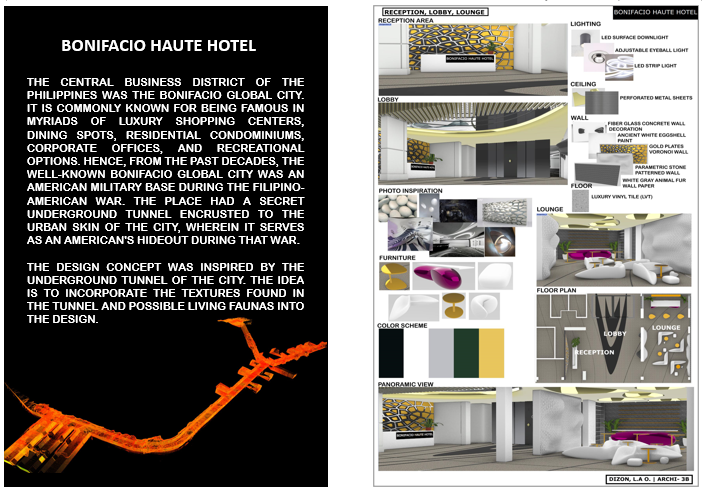 BONIFACIO HAUTE HOTEL
THE CENTRAL BUSINESS DISTRICT OF THE
PHILIPPINES WAS THE BONIFACIO GLOBAL CITY.
IT IS COMMONLY KNOWN FOR BEING FAMOUS IN
MYRIADS OF LUXURY SHOPPING CENTERS,
DINING SPOTS, RESIDENTIAL CONDOMINIUMS,
CORPORATE OFFICES, AND RECREATIONAL
OPTIONS. HENCE, FROM THE PAST DECADES, THE
WELL-KNOWN BONIFACIO GLOBAL CITY WAS AN
AMERICAN MILITARY BASE DURING THE FILIPINO-
AMERICAN WAR. THE PLACE HAD A SECRET
UNDERGROUND TUNNEL ENCRUSTED TO THE
URBAN SKIN OF THE CITY, WHEREIN IT SERVES
AS AN AMERICAN'S HIDEOUT DURING THAT WAR.
THE DESIGN CONCEPT WAS INSPIRED BY THE
UNDERGROUND TUNNEL OF THE CITY. THE IDEA
IS TO INCORPORATE THE TEXTURES FOUND IN
THE TUNNEL AND POSSIBLE LIVING FAUNAS INTO
THE DESIGN.
RECEPTION, LOBBY, LOUNGE
BONIFACIO HAUTE HOTEL
RECEPTION AREA
BONIFACIO HAUTE HOTEL
LOBBY
LIGHTING
LED SURFACE DOWNLIGHT
ADJUSTABLE EYEBALL LIGHT
LED STRIP LIGHT
CEILING
PERFORATED METAL SHEETS
WALL
FIBER GLASS CONCRETE WALL
DECORATION
ANCIENT WHITE EGGSHELL
PAINT
GOLD PLATES
VORONOI WALL
PARAMETRIC STONE
PATTERNED WALL
WHITE GRAY ANIMAL FUR
WALL PAPER
FLOOR
LUXURY VINYL TILE (LVT)
PHOTO INSPIRATION
LOUNGE
FURNITURE
FLOOR PLAN
LOBBY
LOUNGE
RECEPTION
COLOR SCHEME
PANORAMIC VIEW
BONIFACIO HAUTE HOTEL
DIZON, L.A O. | ARCHI- 38